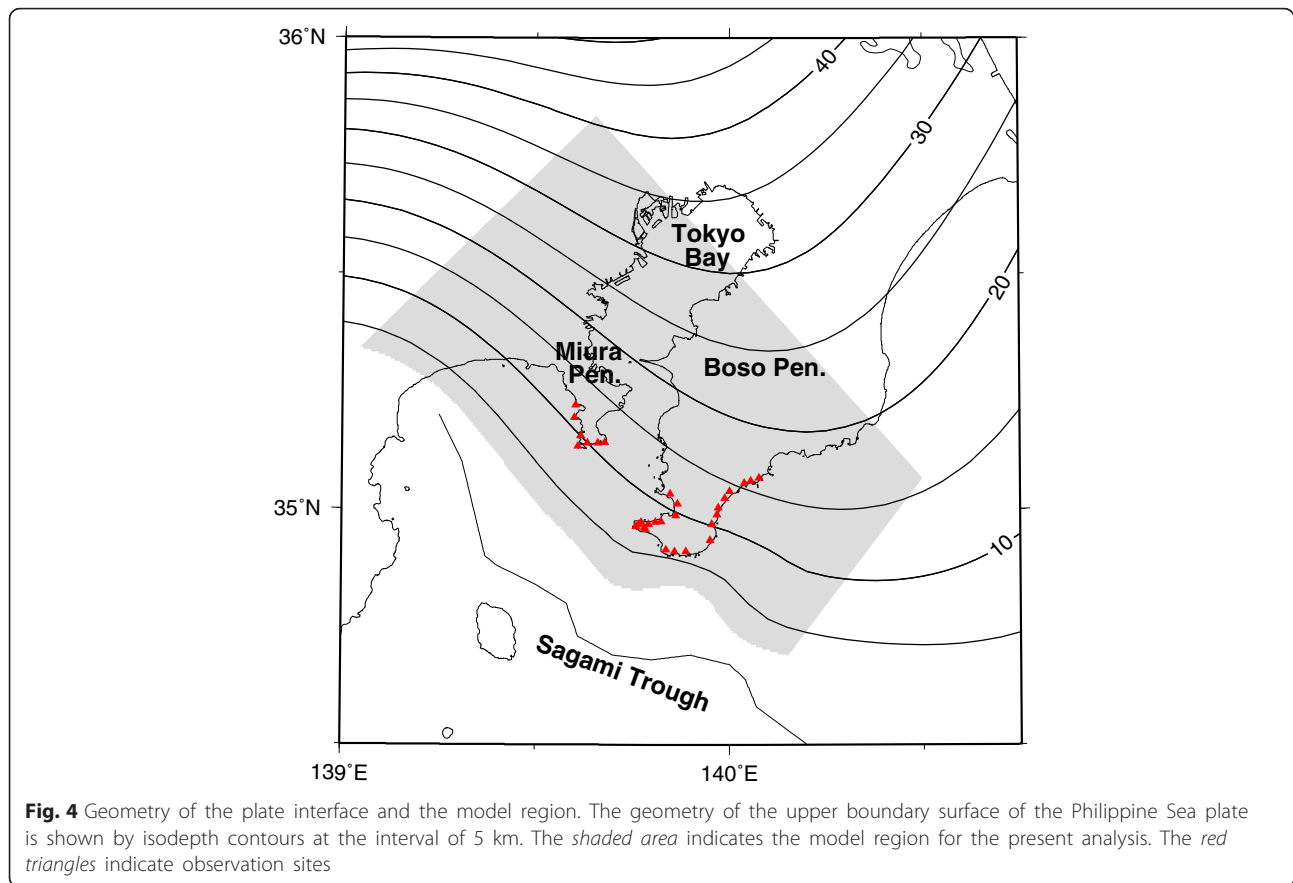 36°N
40
30
Tokyo
Bay
20
Miura
Pen.
Boso Pen.
35°N
10
Sagami Trough
139°E
140°E
Fig. 4 Geometry of the plate interface and the model region. The geometry of the upper boundary surface of the Philippine Sea plate
is shown by isodepth contours at the interval of 5 km. The shaded area indicates the model region for the present analysis. The red
triangles indicate observation sites